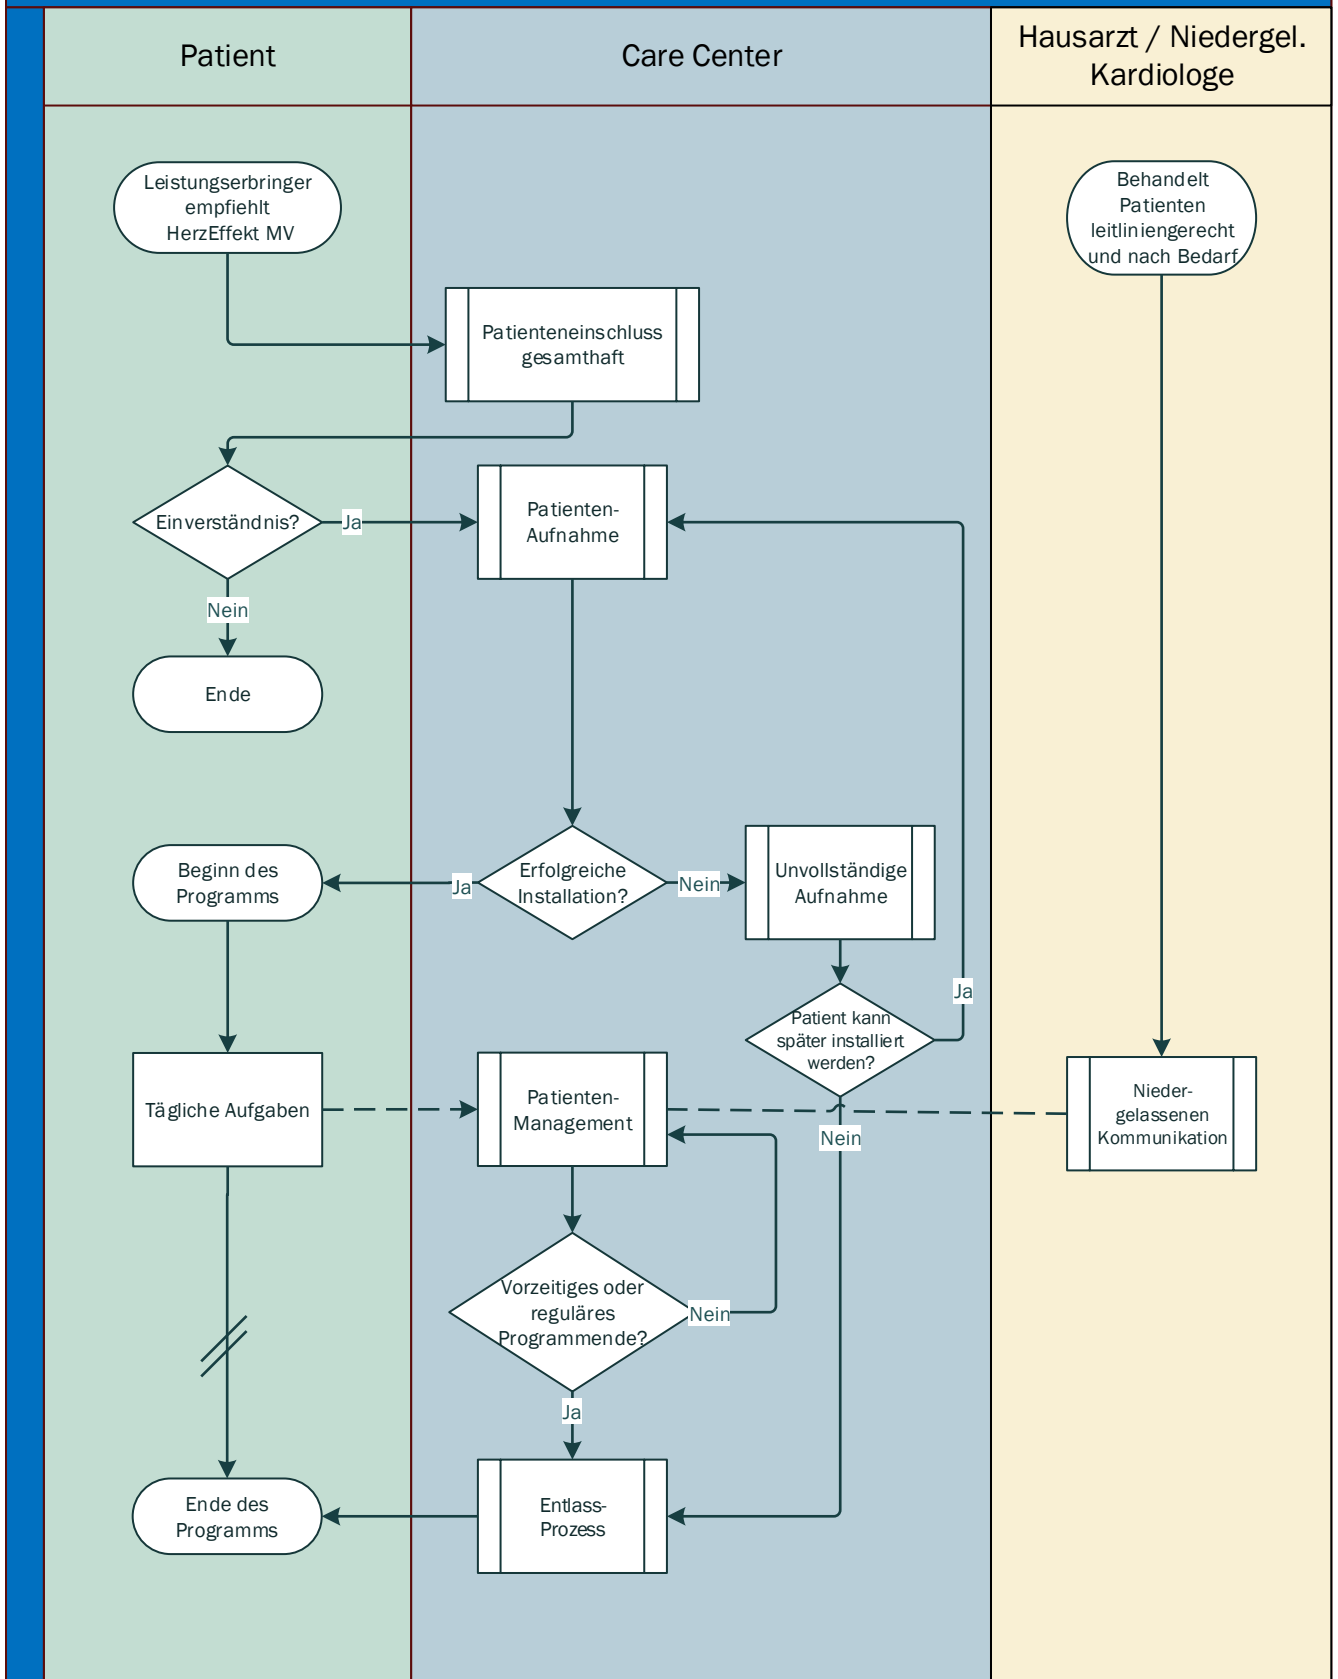 Patient
Care Center
Hausarzt / Niedergel.
Kardiologe
Leistungserbringer
empfiehlt
HerzEffekt MV
Behandelt
Patienten
leitliniengerecht
und nach Bedarf
Patienteneinschluss
gesamthaft
Einverständnis?
Ja
Patienten-
Aufnahme
Nein
Ende
Beginn des
Programms
Ja
Erfolgreiche
Installation?
Nein
Unvollständige
Aufnahme
Ja
Patient kann
später installiert
werden?
Tägliche Aufgaben
Patienten-
Management
Nein
Nieder-
gelassenen
Kommunikation
Vorzeitiges oder
reguläres
Programmende?
Nein
Ja
Ende des
Programms
Entlass-
Prozess